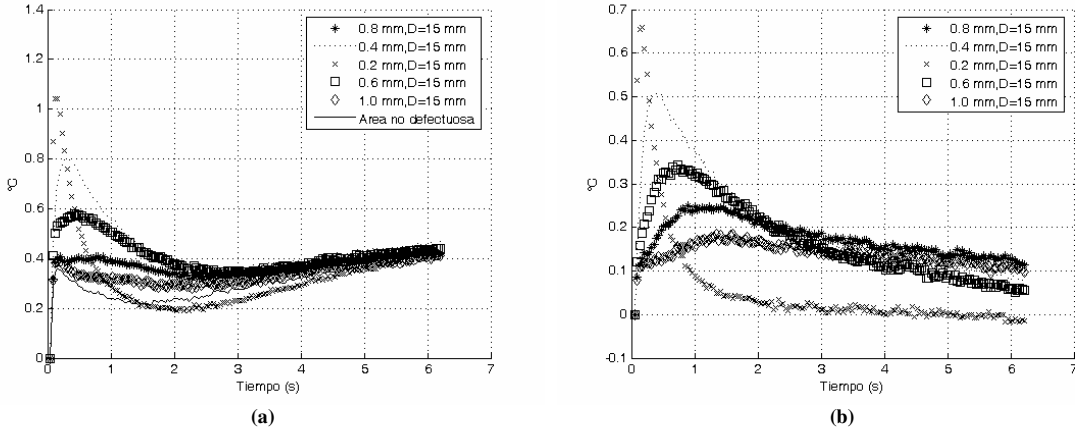 1.4
1.2
1
0.8
0.6
0.4
0.2
0
ºC
0.8 mm,D=15 mm
0.4 mm,D=15 mm
0.2 mm,D=15 mm
0.6 mm,D=15 mm
1.0 mm,D=15 mm
Area no defectuosa
0 1 2 3 4 5 6 7
Tiempo (s)
(a)
0.7
0.6
0.5
0.4
0.3
0.2
0.1
0
-0.1
ºC
0.8 mm,D=15 mm
0.4 mm,D=15 mm
0.2 mm,D=15 mm
0.6 mm,D=15 mm
1.0 mm,D=15 mm
0 1 2 3 4 5 6 7
Tiempo (s)
(b)